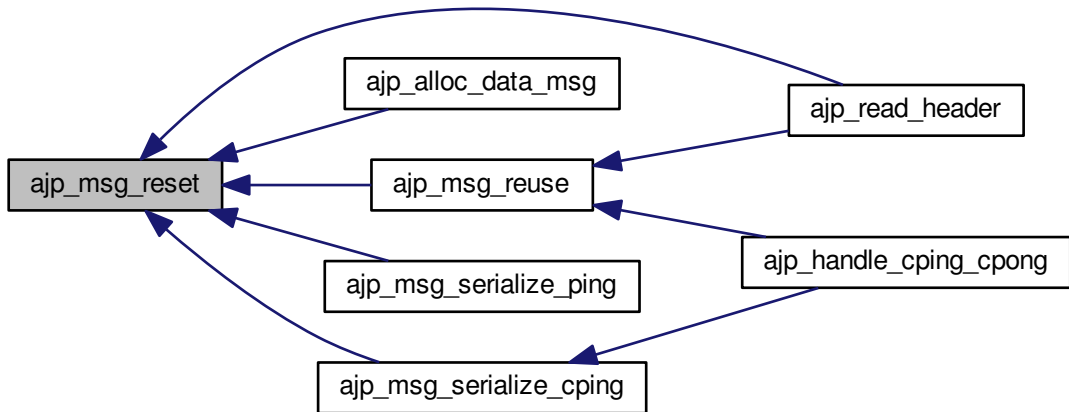 ajp_alloc_data_msg
ajp_read_header
ajp_msg_reset
ajp_msg_reuse
ajp_handle_cping_cpong
ajp_msg_serialize_ping
ajp_msg_serialize_cping